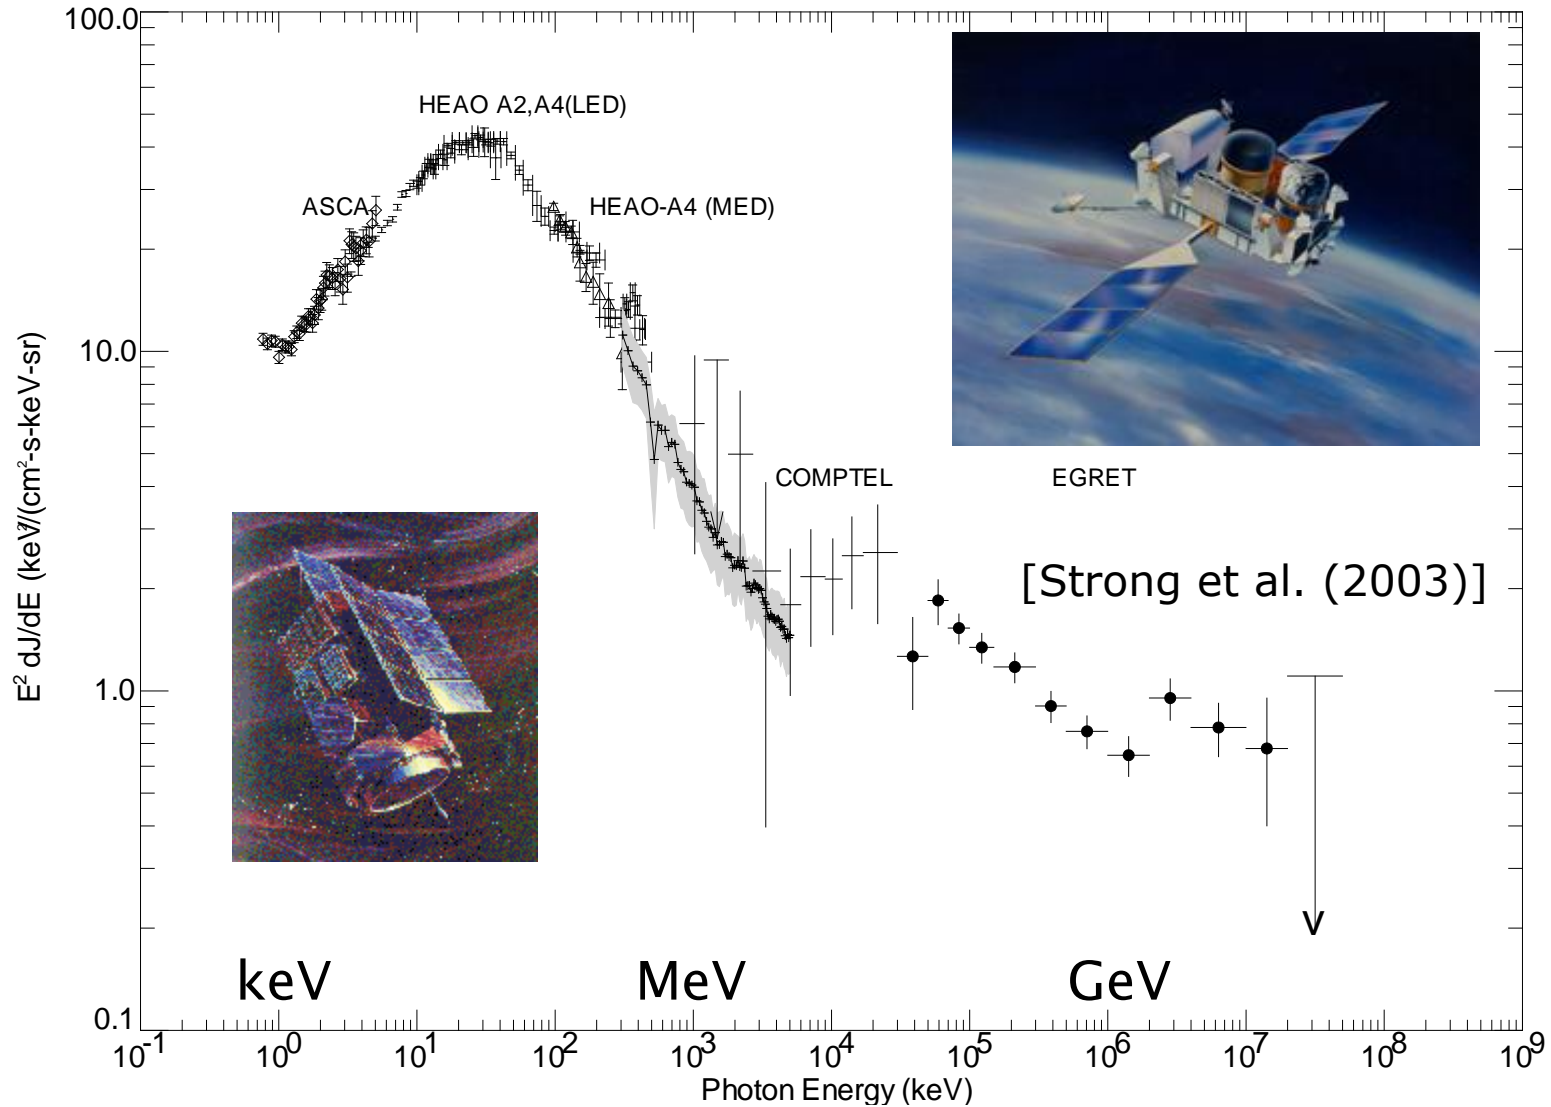 100.0
HEAO A2,A4(LED)
ASCA
HEAO-A4 (MED)
10.0
COMPTEL
EGRET
[Strong et al. (2003)]
1.0
v
keV
MeV
GeV
0.1
10⁻¹ 10⁰ 10¹ 10² 10³ 10⁴ 10⁵ 10⁶ 10⁷ 10⁸ 10⁹
Photon Energy (keV)
E² dJ/dE (keV²/(cm²-s-keV-sr)